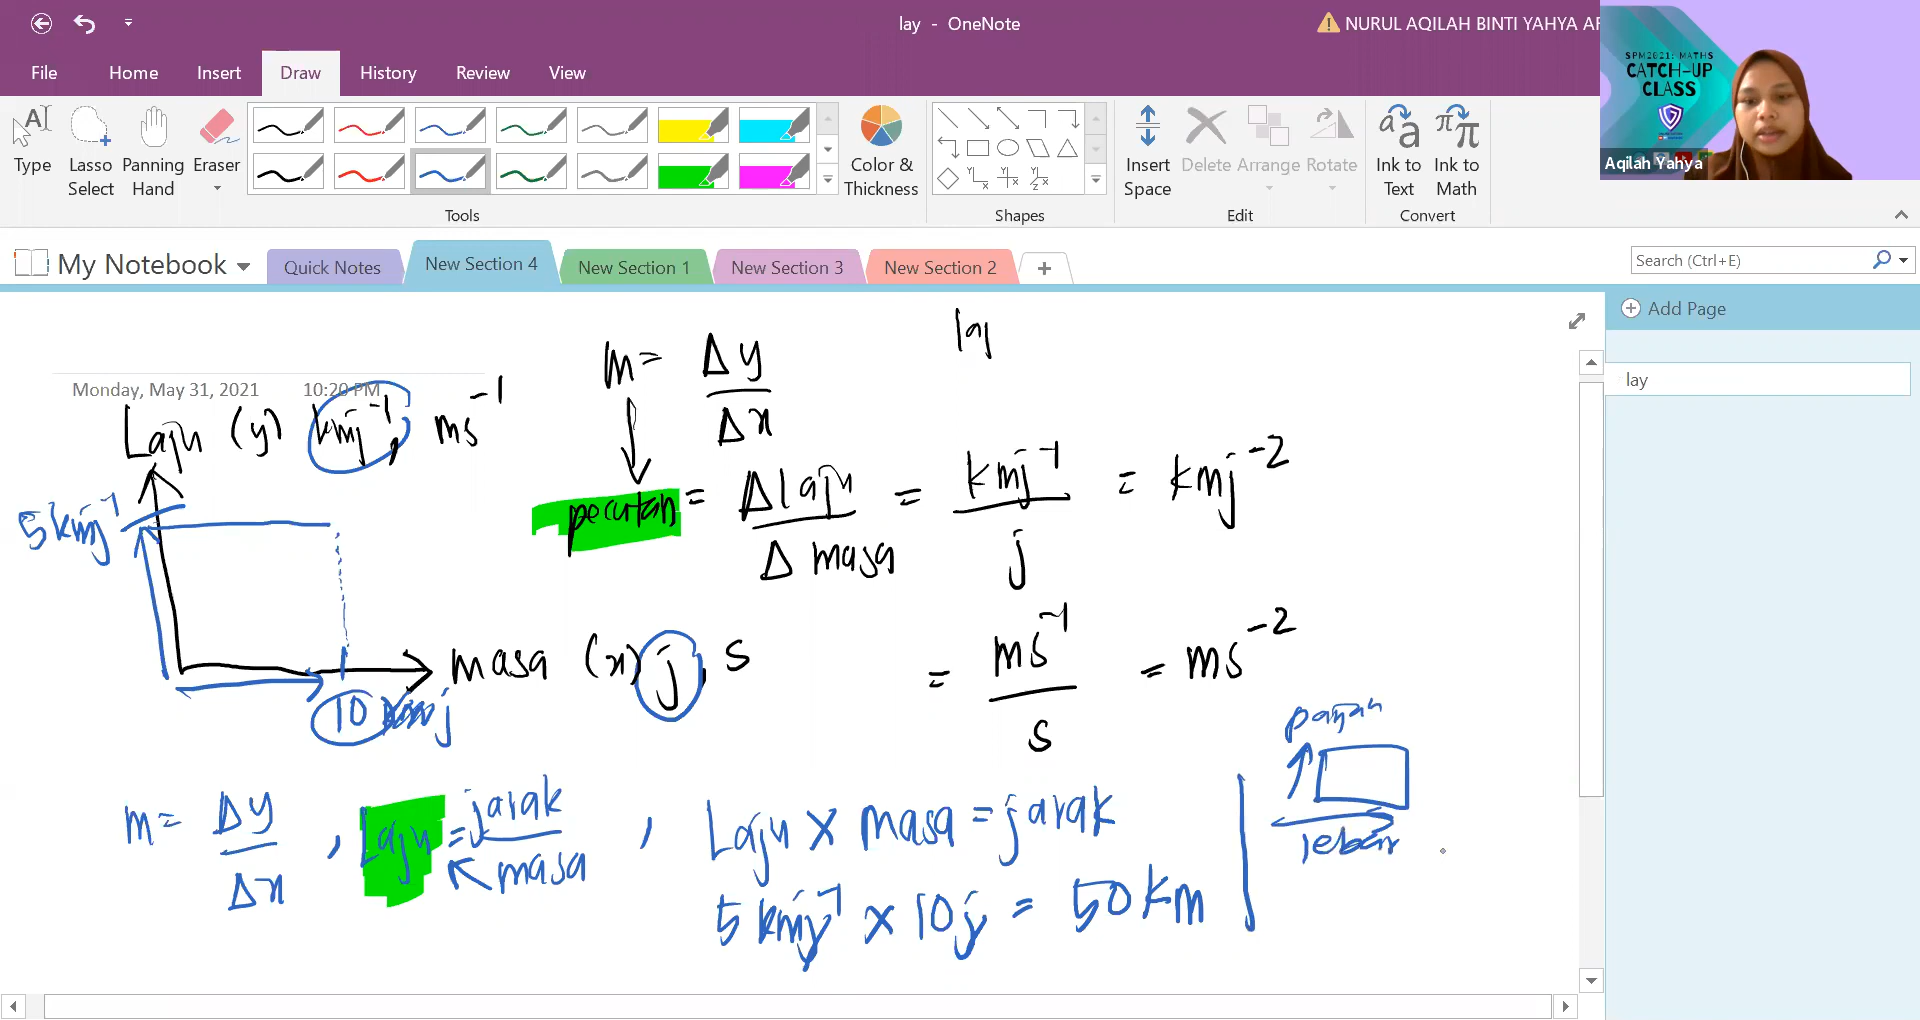 lay - OneNote
NURUL AQILAH BINTI YAHYA AF
File Home Insert Draw History Review View
SPM2021: MATHS
CATCH-UP
CLASS
Aqilah Yahya
Type
Lasso Select
Panning Hand
Eraser
Color & Thickness
Insert Space
Delete
Arrange
Rotate
Ink to Text
Ink to Math
Tools
Shapes
Edit
Convert
My Notebook
Quick Notes
New Section 4
New Section 1
New Section 3
New Section 2
Search (Ctrl+E)
Add Page
lay
laj
Monday, May 31, 2021 10:20 PM
m = Δy / Δx
Laju (y) kmj⁻¹, ms⁻¹
5 kmj⁻¹
pecutan = Δlaju / Δ masa = kmj⁻¹ / j = kmj⁻²
= ms⁻¹ / s = ms⁻²
masa (x) j, s
10 j
m = Δy / Δx , Laju = jarak / masa , Laju x masa = jarak
5 kmj⁻¹ x 10j = 50 km
lebar